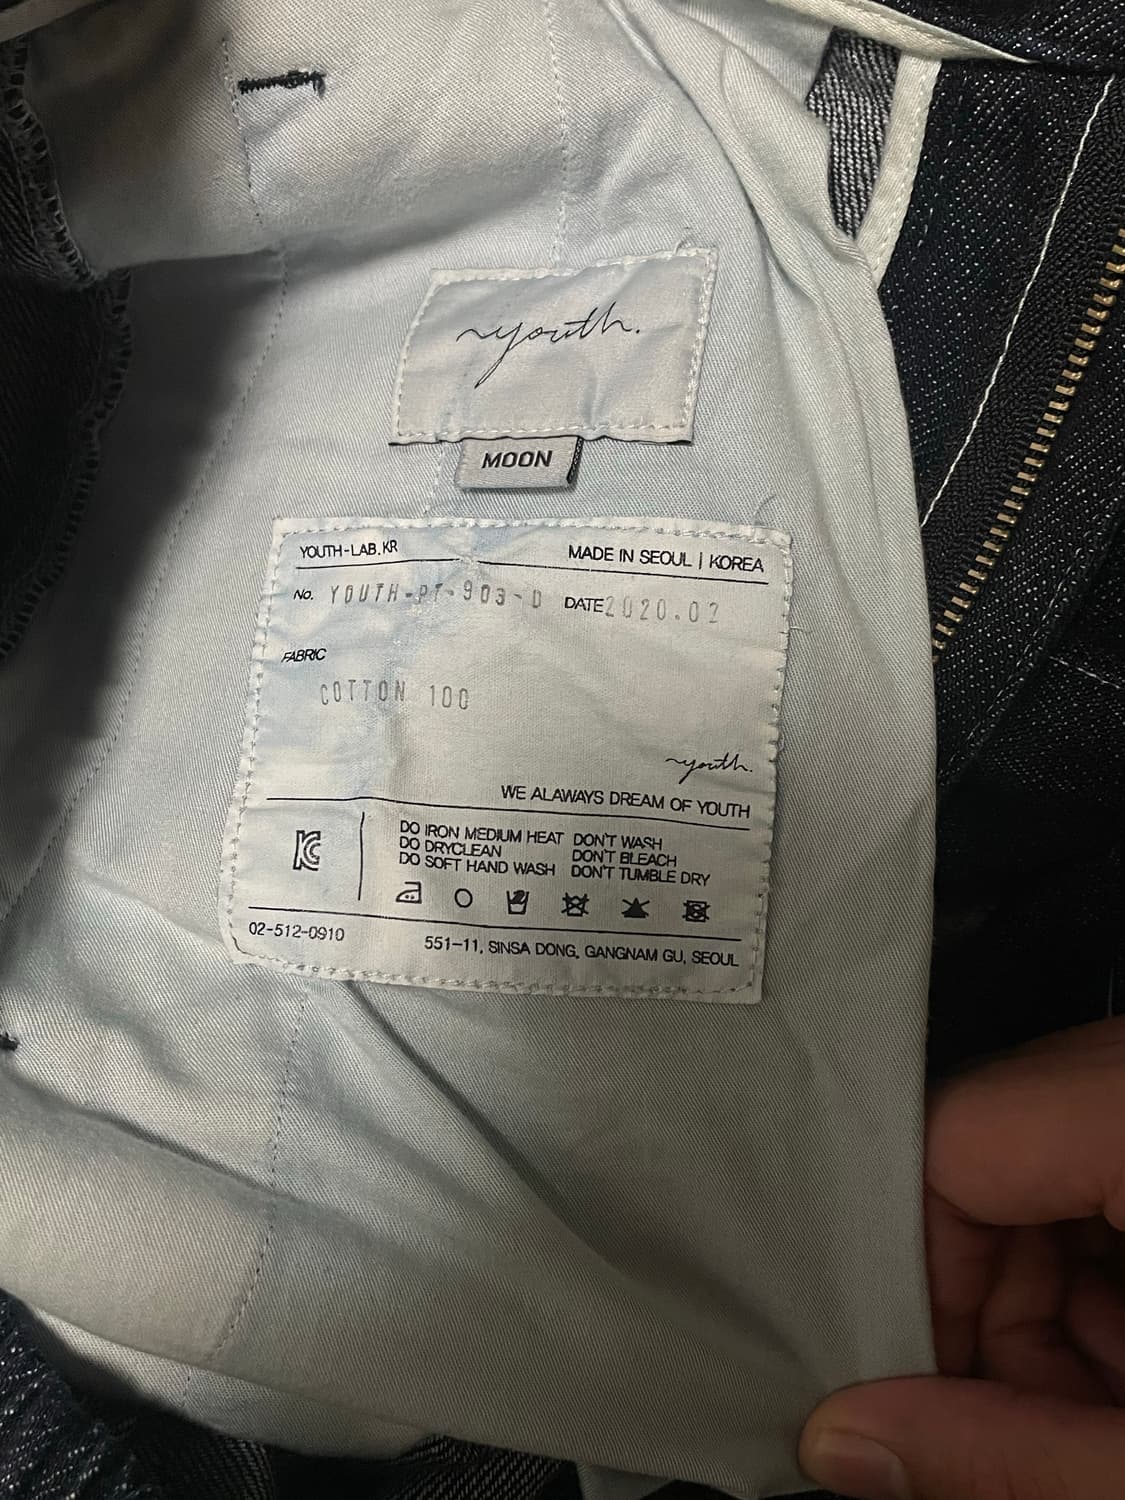 youth.
MOON
YOUTH-LAB.KR MADE IN SEOUL | KOREA
No. YOUTH-PT-903-D DATE 2020.02
FABRIC
COTTON 100
youth.
WE ALAWAYS DREAM OF YOUTH
DO IRON MEDIUM HEAT DON'T WASH
DO DRYCLEAN DON'T BLEACH
DO SOFT HAND WASH DON'T TUMBLE DRY
02-512-0910 551-11, SINSA DONG, GANGNAM GU, SEOUL